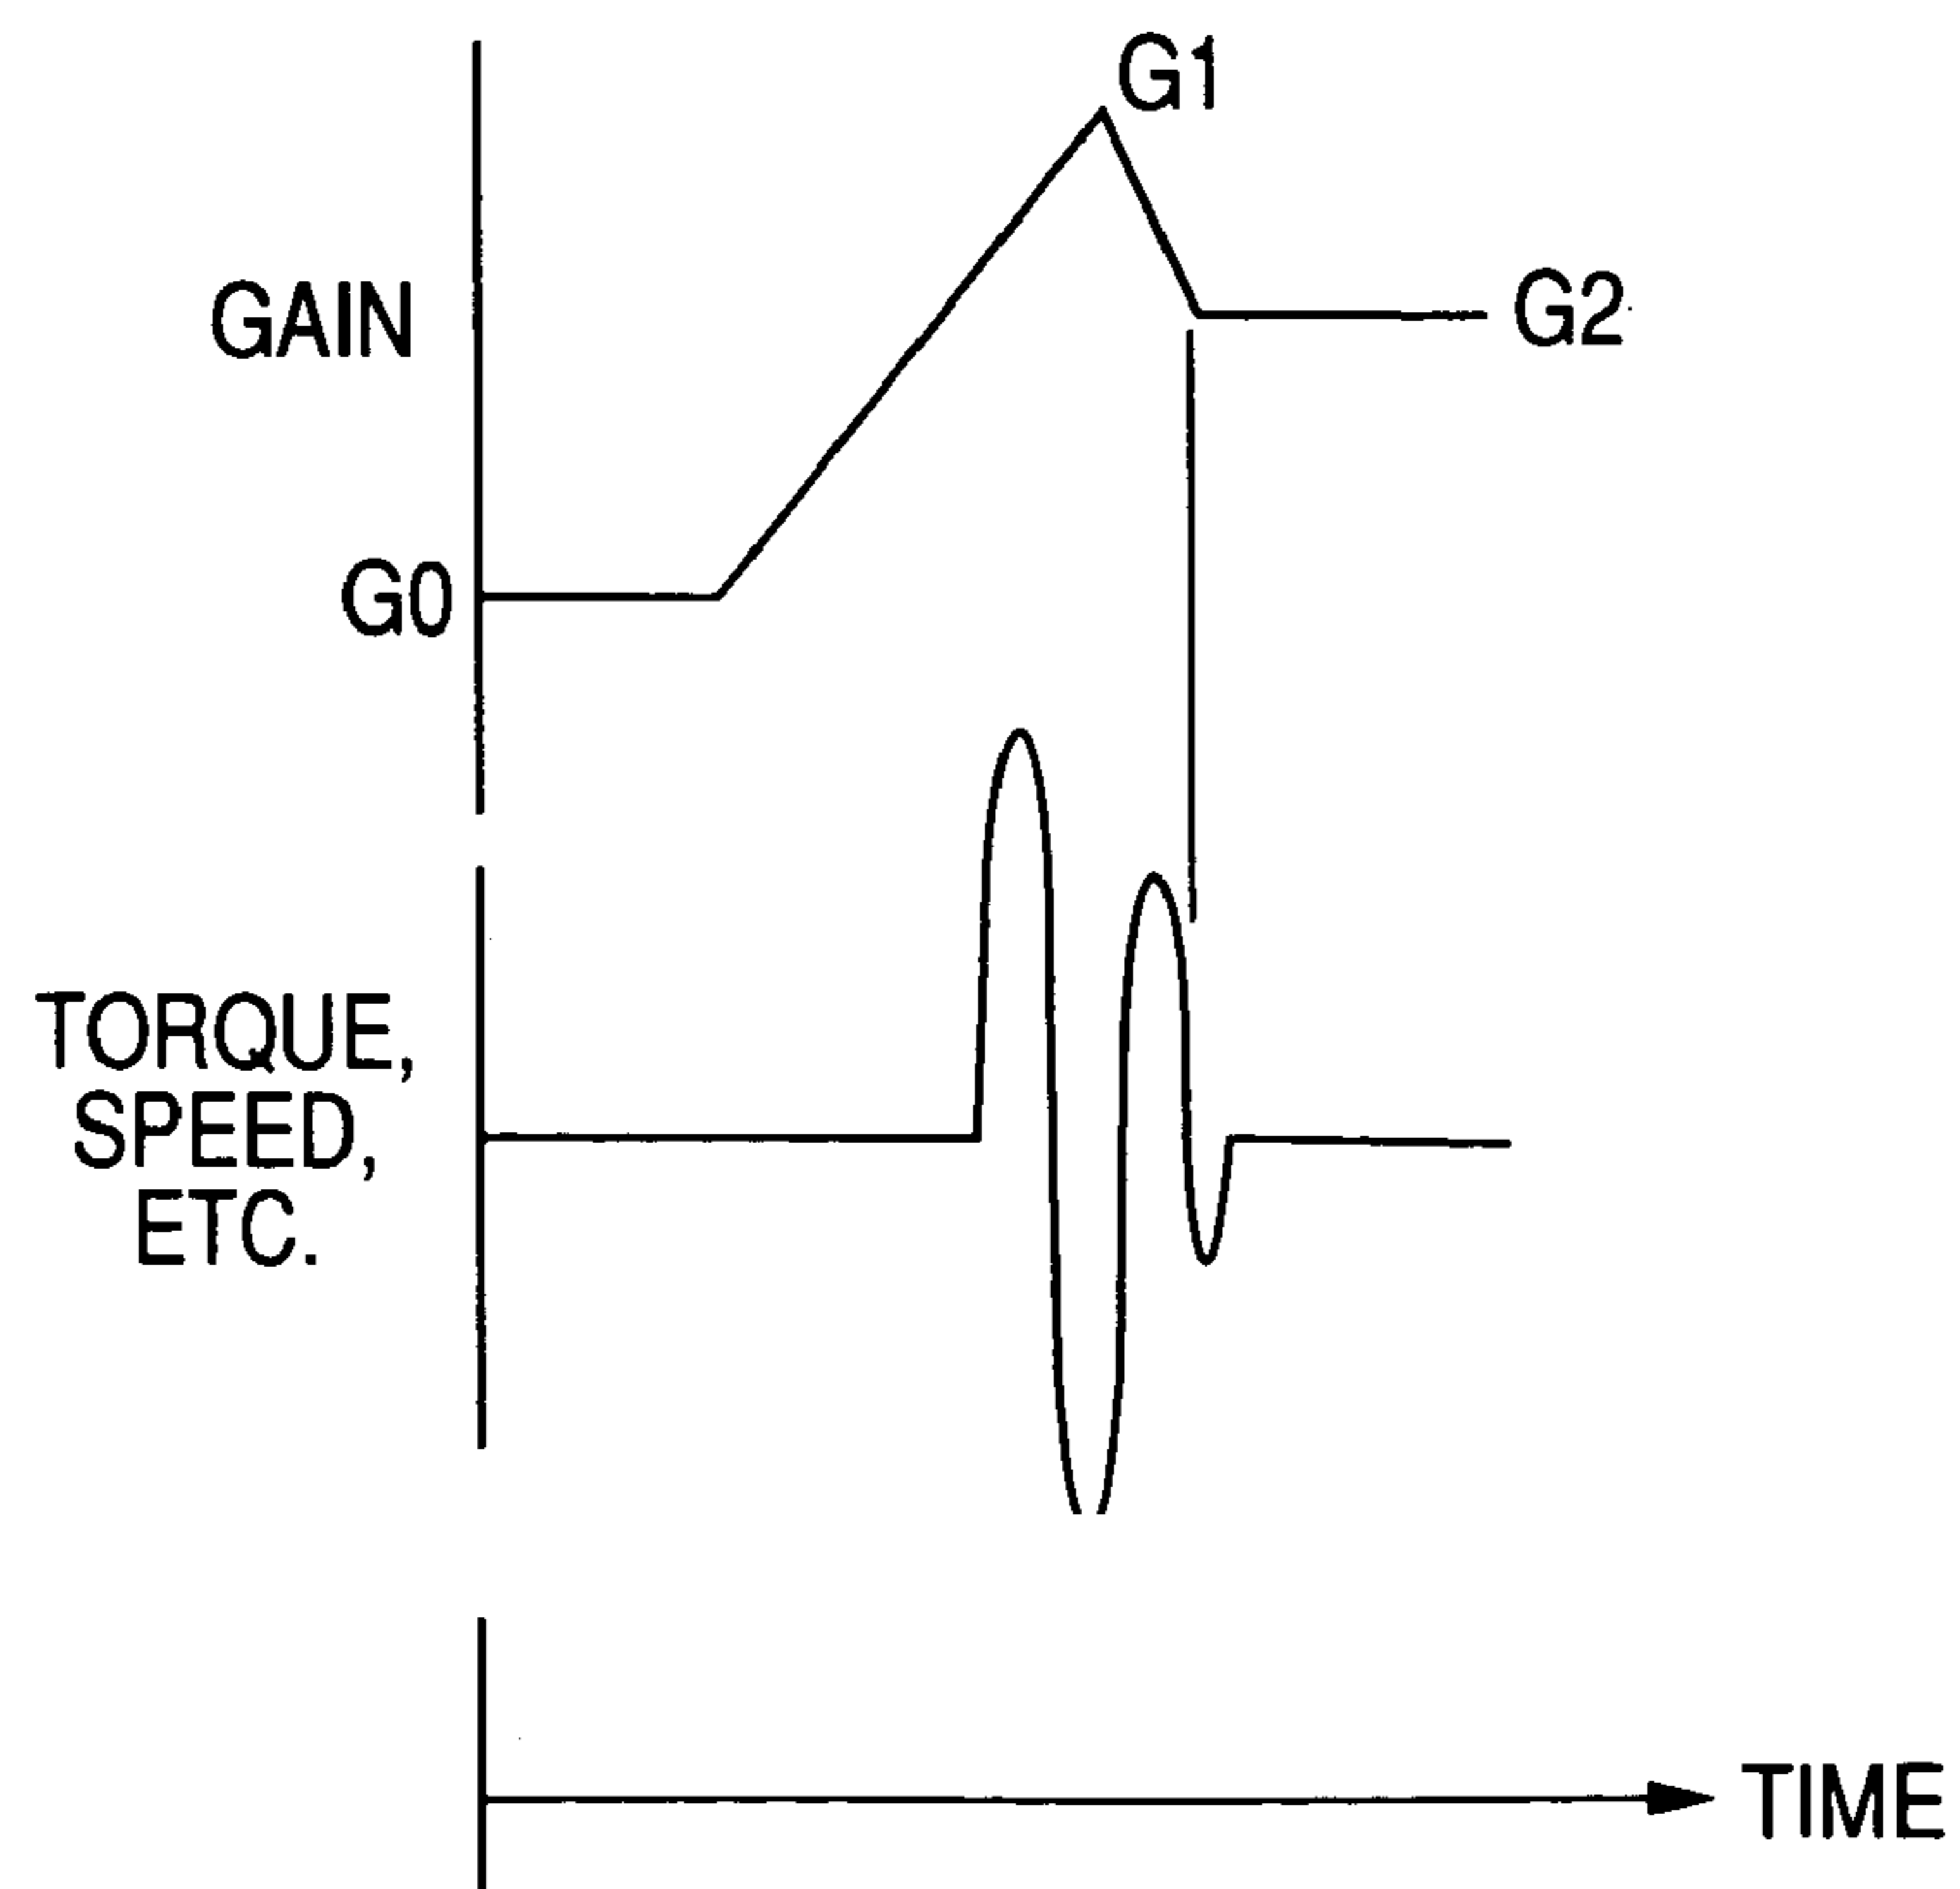 G1
GAIN
G2
G0
TORQUE,
SPEED,
ETC.
TIME